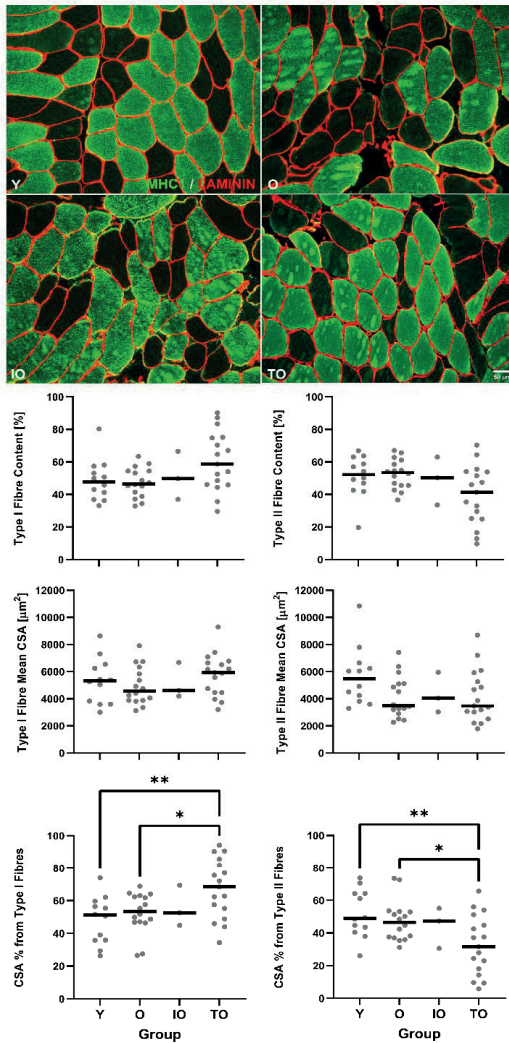 Y
MHCI / LAMININ
O
IO
TO
50 µm
Type I Fibre Content [%]
100
80
60
40
20
0
Type II Fibre Content [%]
100
80
60
40
20
0
Type I Fibre Mean CSA [µm²]
12000
10000
8000
6000
4000
2000
0
Type II Fibre Mean CSA [µm²]
12000
10000
8000
6000
4000
2000
0
CSA % from Type I Fibres
100
80
60
40
20
0
**
*
Y O IO TO
Group
CSA % from Type II Fibres
100
80
60
40
20
0
**
*
Y O IO TO
Group